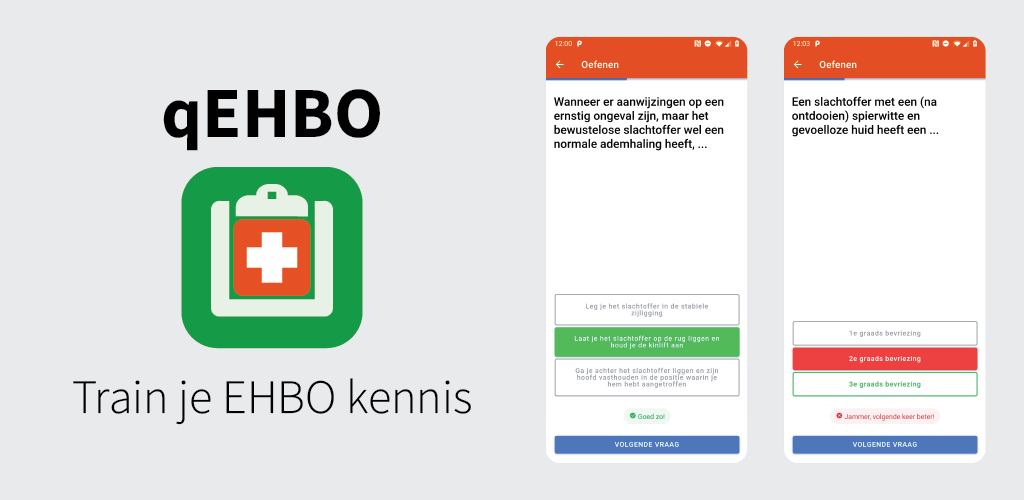 qEHBO
Train je EHBO kennis
12:00
Oefenen
Wanneer er aanwijzingen op een
ernstig ongeval zijn, maar het
bewusteloze slachtoffer wel een
normale ademhaling heeft, ...
Leg je het slachtoffer in de stabiele
zijligging
Laat je het slachtoffer op de rug liggen en
houd je de kinlift aan
Ga je achter het slachtoffer liggen en zijn
hoofd vasthouden in de positie waarin je
hem hebt aangetroffen
Goed zo!
VOLGENDE VRAAG
12:03
Oefenen
Een slachtoffer met een (na
ontdooien) spierwitte en
gevoelloze huid heeft een ...
1e graads bevriezing
2e graads bevriezing
3e graads bevriezing
Jammer, volgende keer beter!
VOLGENDE VRAAG